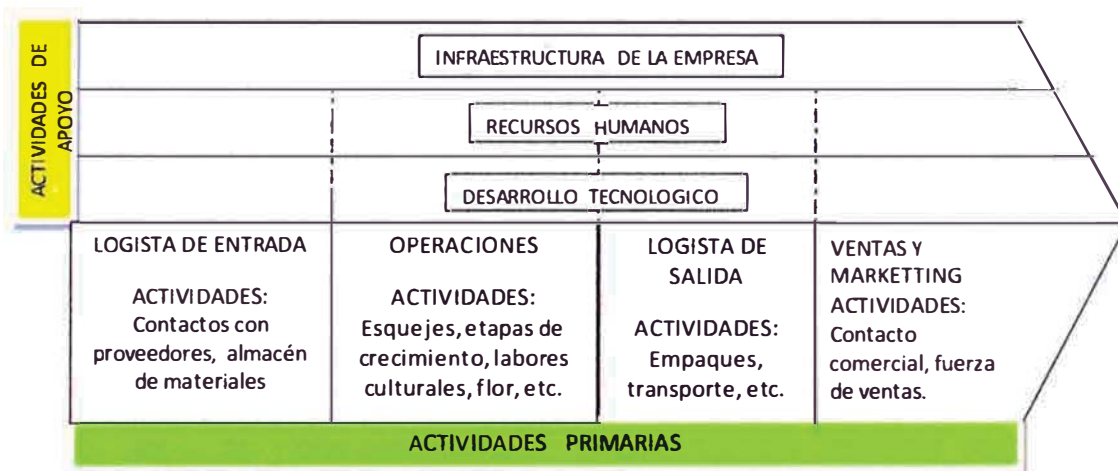 ACTIVIDADES DE
APOYO
INFRAESTRUCTURA DE LA EMPRESA
RECURSOS HUMANOS
DESARROLLO TECNOLOGICO
LOGISTA DE ENTRADA
ACTIVIDADES:
Contactos con
proveedores, almacén
de materiales
OPERACIONES
ACTIVIDADES:
Esquejes, etapas de
crecimiento, labores
culturales, flor, etc.
LOGISTA DE
SALIDA
ACTIVIDADES:
Empaques,
transporte, etc.
VENTAS Y
MARKETTING
ACTIVIDADES:
Contacto
comercial, fuerza
de ventas.
ACTIVIDADES PRIMARIAS